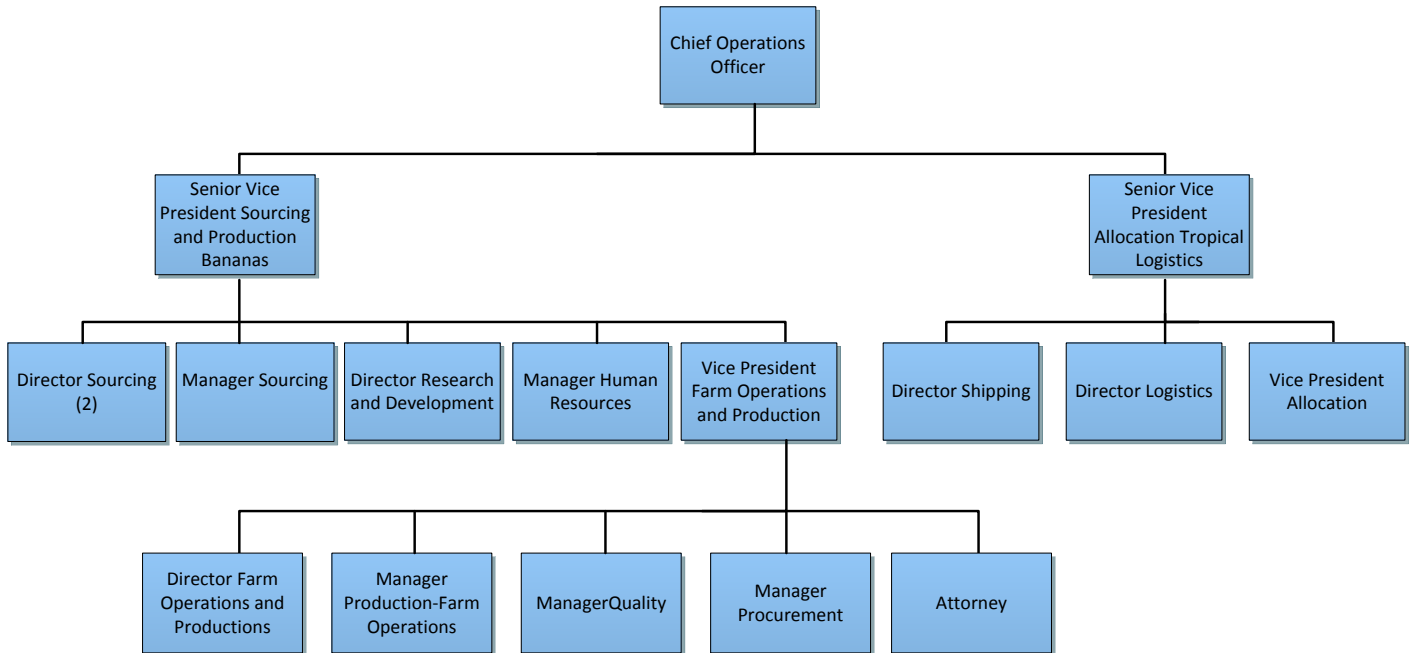 Chief Operations
Officer
Senior Vice
President Sourcing
and Production
Bananas
Senior Vice
President
Allocation Tropical
Logistics
Director Sourcing
(2)
Manager Sourcing
Director Research
and Development
Manager Human
Resources
Vice President
Farm Operations
and Production
Director Shipping
Director Logistics
Vice President
Allocation
Director Farm
Operations and
Productions
Manager
Production-Farm
Operations
ManagerQuality
Manager
Procurement
Attorney